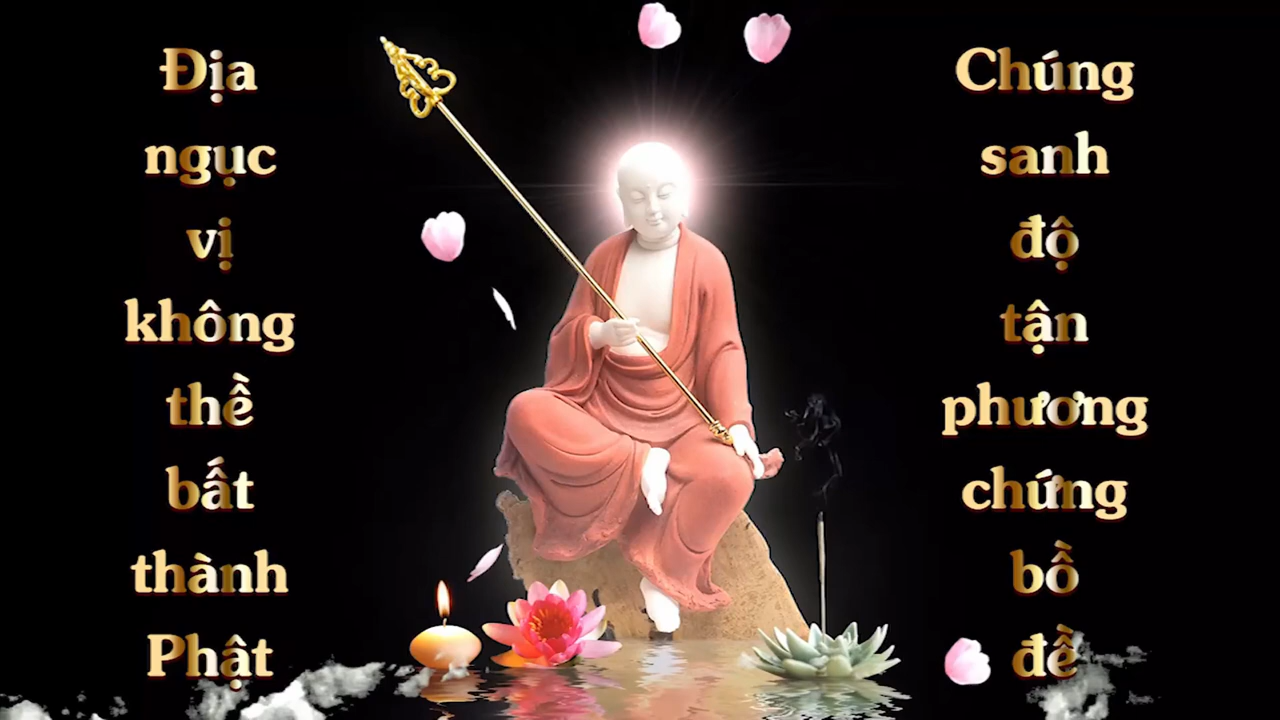 Địa
ngục
vị
không
thề
bất
thành
Phật
Chúng
sanh
độ
tận
phương
chứng
bồ
đề